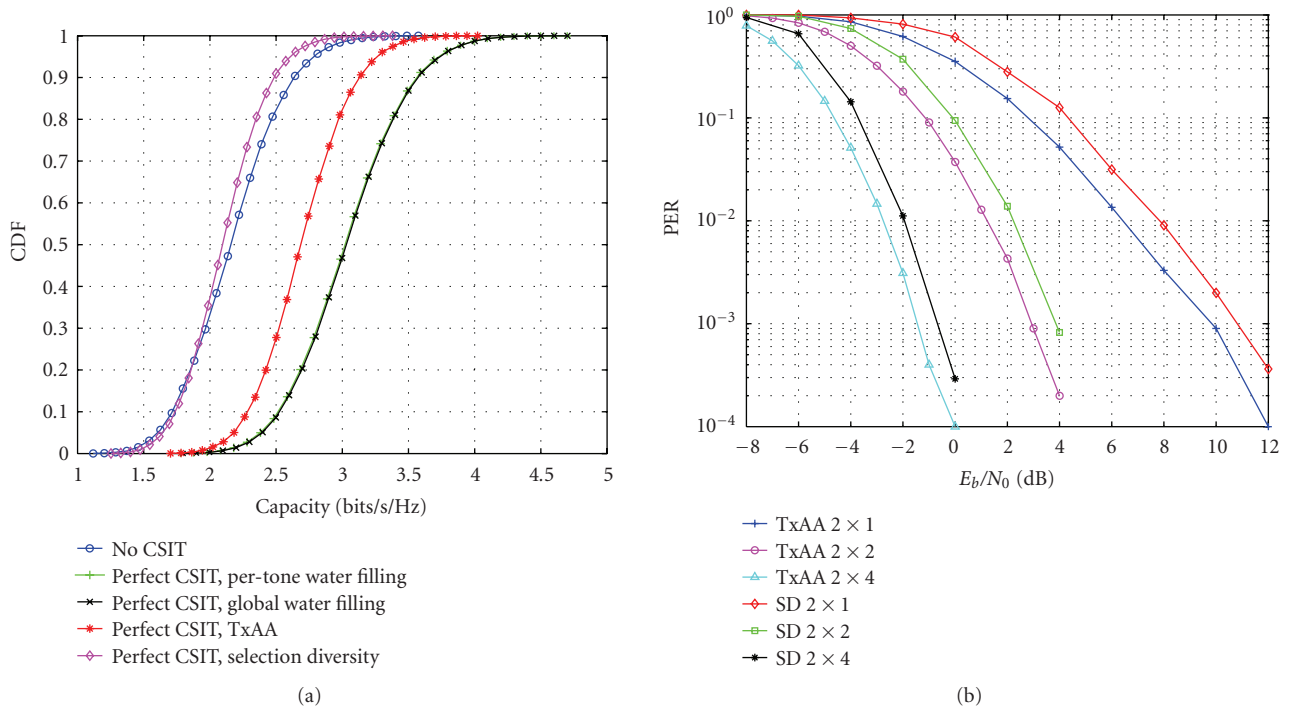 1
0.9
0.8
0.7
0.6
0.5
0.4
0.3
0.2
0.1
0
CDF
1 1.5 2 2.5 3 3.5 4 4.5 5
Capacity (bits/s/Hz)
No CSIT
Perfect CSIT, per-tone water filling
Perfect CSIT, global water filling
Perfect CSIT, TxAA
Perfect CSIT, selection diversity
(a)
10⁰
10⁻¹
10⁻²
10⁻³
10⁻⁴
PER
−8 −6 −4 −2 0 2 4 6 8 10 12
E_b/N_0 (dB)
TxAA 2 × 1
TxAA 2 × 2
TxAA 2 × 4
SD 2 × 1
SD 2 × 2
SD 2 × 4
(b)